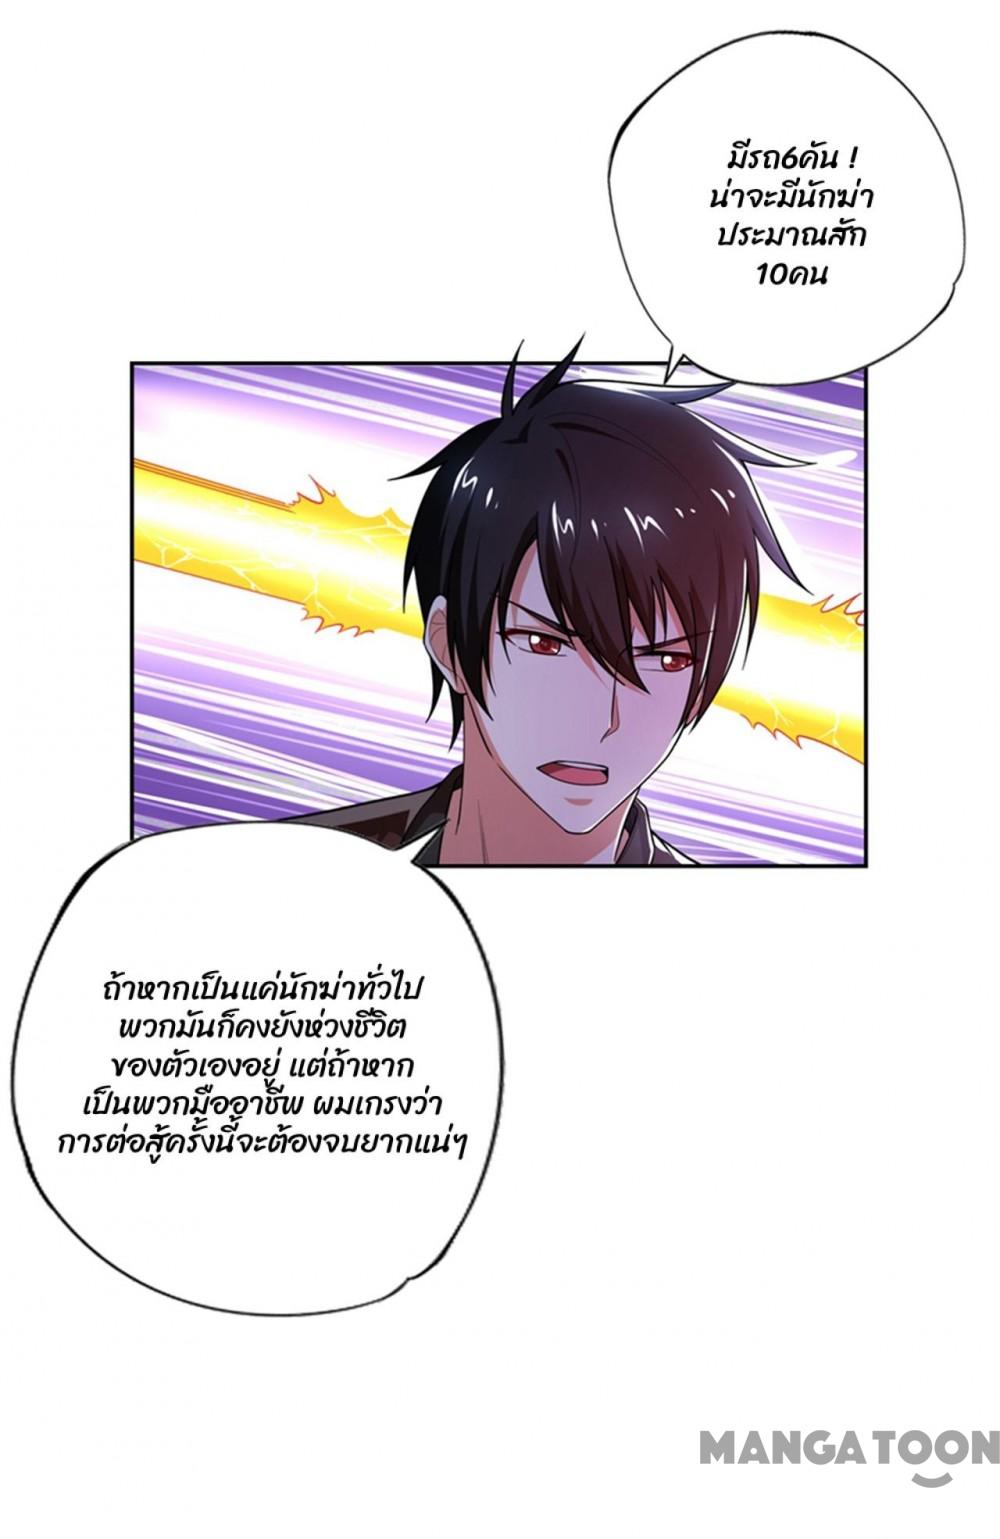 มีรถ6คัน !
น่าจะมีนักฆ่า
ประมาณสัก
10คน
ถ้าหากเป็นแค่นักฆ่าทั่วไป
พวกมันก็คงยังห่วงชีวิต
ของตัวเองอยู่ แต่ถ้าหาก
เป็นพวกมืออาชีพ ผมเกรงว่า
การต่อสู้ครั้งนี้จะต้องจบยากแน่ๆ
MANGATOON